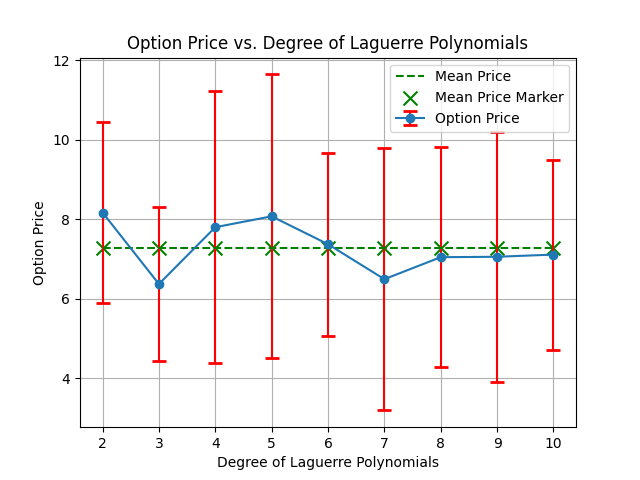 Option Price vs. Degree of Laguerre Polynomials
Mean Price
Mean Price Marker
Option Price
12
10
8
6
4
Option Price
2 3 4 5 6 7 8 9 10
Degree of Laguerre Polynomials